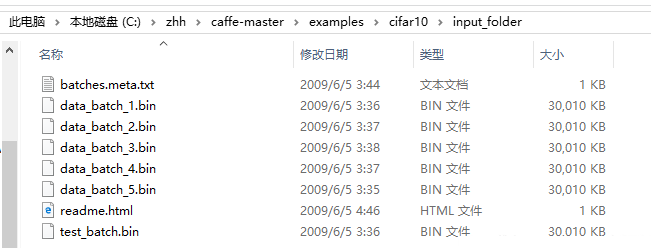 此电脑 > 本地磁盘 (C:) > zhh > caffe-master > examples > cifar10 > input_folder
名称 修改日期 类型 大小
batches.meta.txt 2009/6/5 3:44 文本文档 1 KB
data_batch_1.bin 2009/6/5 3:36 BIN 文件 30,010 KB
data_batch_2.bin 2009/6/5 3:37 BIN 文件 30,010 KB
data_batch_3.bin 2009/6/5 3:38 BIN 文件 30,010 KB
data_batch_4.bin 2009/6/5 3:37 BIN 文件 30,010 KB
data_batch_5.bin 2009/6/5 3:35 BIN 文件 30,010 KB
readme.html 2009/6/5 4:46 HTML 文件 1 KB
test_batch.bin 2009/6/5 3:36 BIN 文件 30,010 KB